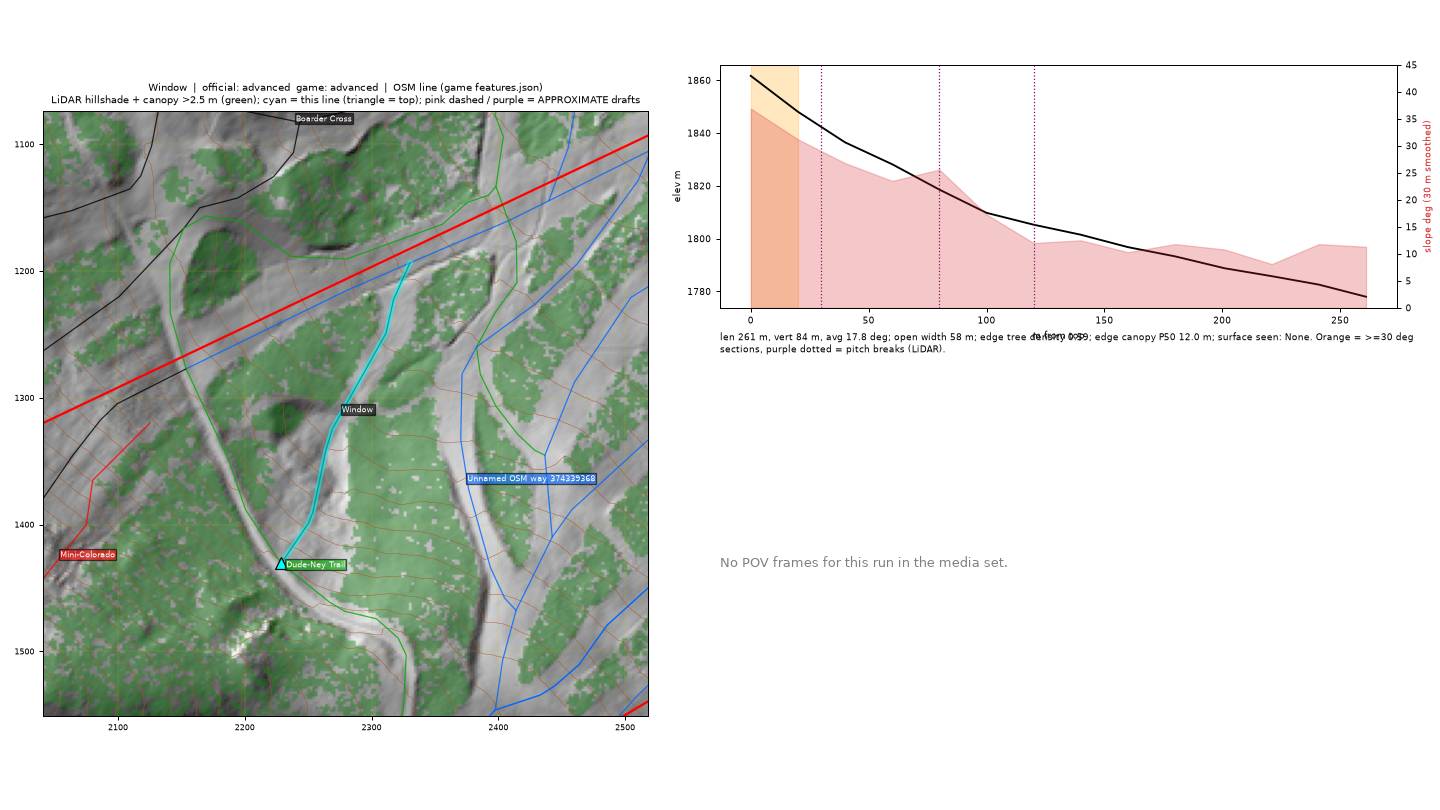 Window | official: advanced game: advanced | OSM line (game features.json)
LiDAR hillshade + canopy >2.5 m (green); cyan = this line (triangle = top); pink dashed / purple = APPROXIMATE drafts
Boarder Cross
Window
Unnamed OSM way 374339368
Mini-Colorado
Dude-Ney Trail
1100
1200
1300
1400
1500
2100
2200
2300
2400
2500
elev m
1860
1840
1820
1800
1780
45
40
35
30
25
20
15
10
5
0
slope deg (30 m smoothed)
0
50
100
150
200
250
len 261 m, vert 84 m, avg 17.8 deg; open width 58 m; edge tree density 0.59; edge canopy P50 12.0 m; surface seen: None. Orange = >=30 deg
sections, purple dotted = pitch breaks (LiDAR).
No POV frames for this run in the media set.